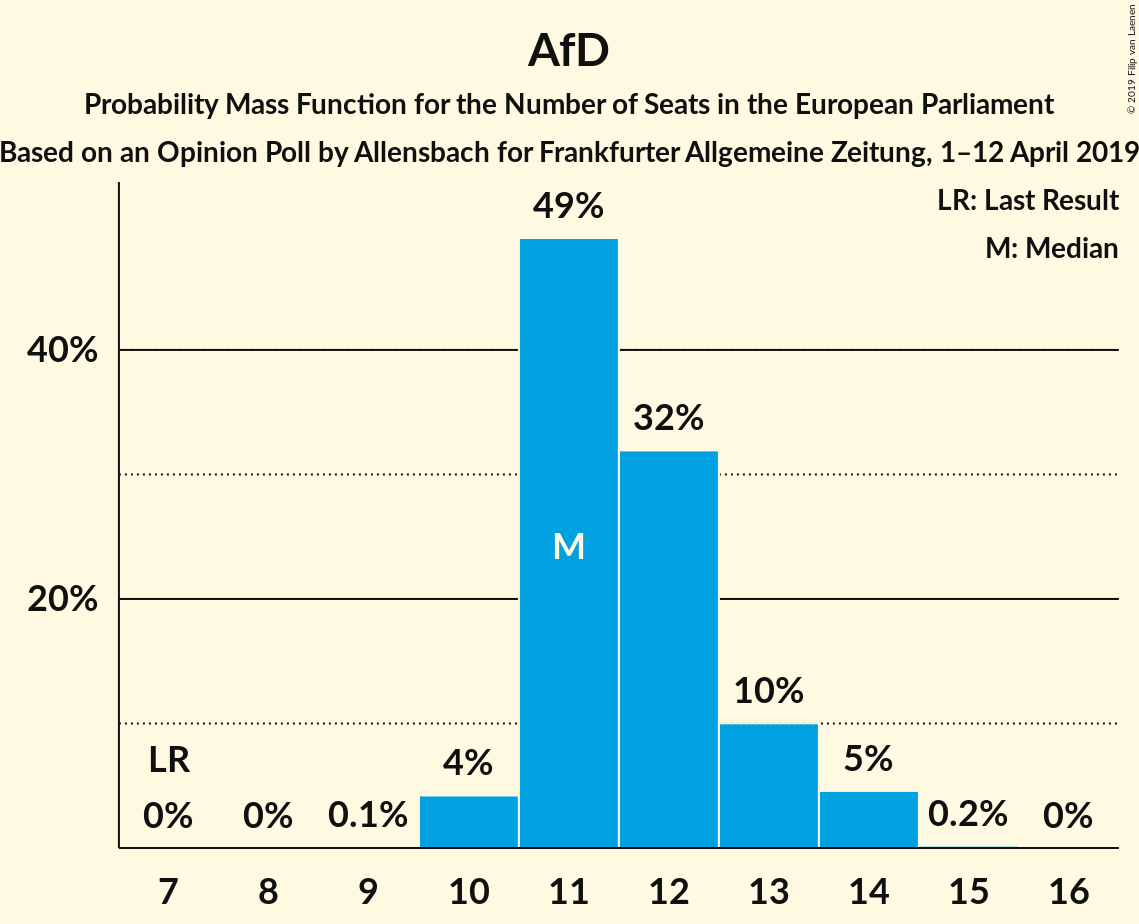 AfD
Probability Mass Function for the Number of Seats in the European Parliament
Based on an Opinion Poll by Allensbach for Frankfurter Allgemeine Zeitung, 1–12 April 2019
© 2019 Filip van Laenen
LR: Last Result
M: Median
40%
20%
LR
0%
0%
0.1%
4%
49%
M
32%
10%
5%
0.2%
0%
7 8 9 10 11 12 13 14 15 16